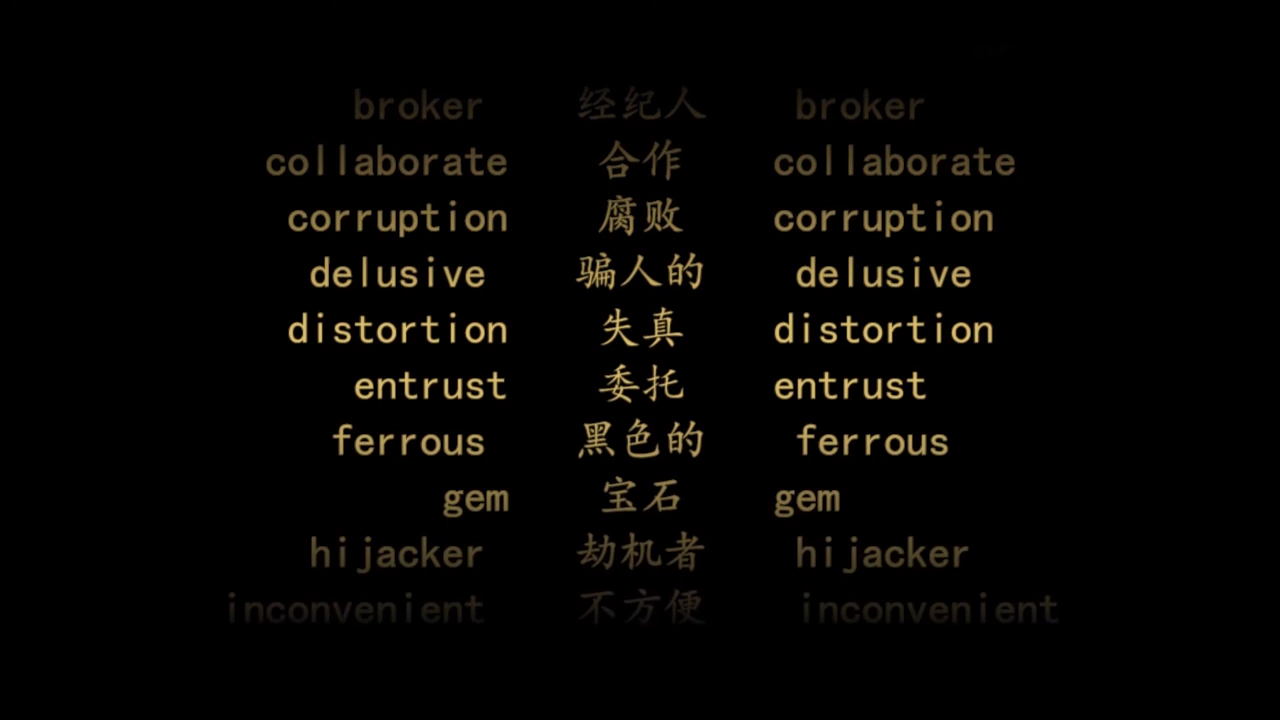 broker 经纪人 broker
collaborate 合作 collaborate
corruption 腐败 corruption
delusive 骗人的 delusive
distortion 失真 distortion
entrust 委托 entrust
ferrous 黑色的 ferrous
gem 宝石 gem
hijacker 劫机者 hijacker
inconvenient 不方便 inconvenient